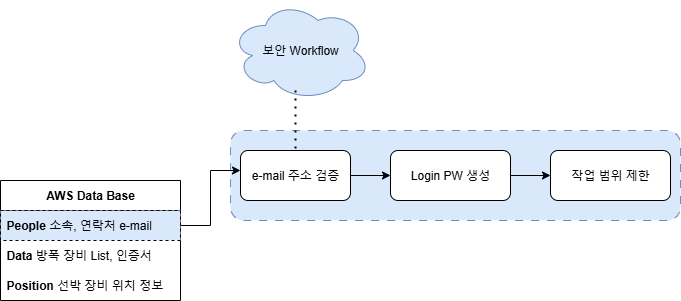 보안 Workflow
e-mail 주소 검증
Login PW 생성
작업 범위 제한
AWS Data Base
People 소속, 연락처 e-mail
Data 방폭 장비 List, 인증서
Position 선박 장비 위치 정보